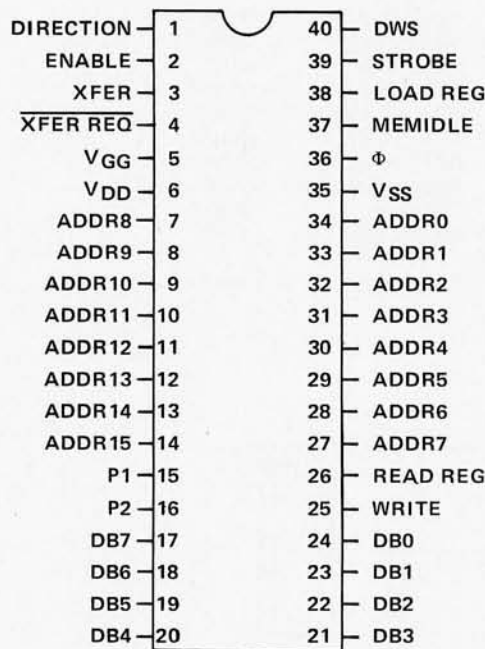 DIRECTION 1 40 DWS
ENABLE 2 39 STROBE
XFER 3 38 LOAD REG
XFER REQ 4 37 MEMIDLE
VGG 5 36 Φ
VDD 6 35 VSS
ADDR8 7 34 ADDR0
ADDR9 8 33 ADDR1
ADDR10 9 32 ADDR2
ADDR11 10 31 ADDR3
ADDR12 11 30 ADDR4
ADDR13 12 29 ADDR5
ADDR14 13 28 ADDR6
ADDR15 14 27 ADDR7
P1 15 26 READ REG
P2 16 25 WRITE
DB7 17 24 DB0
DB6 18 23 DB1
DB5 19 22 DB2
DB4 20 21 DB3